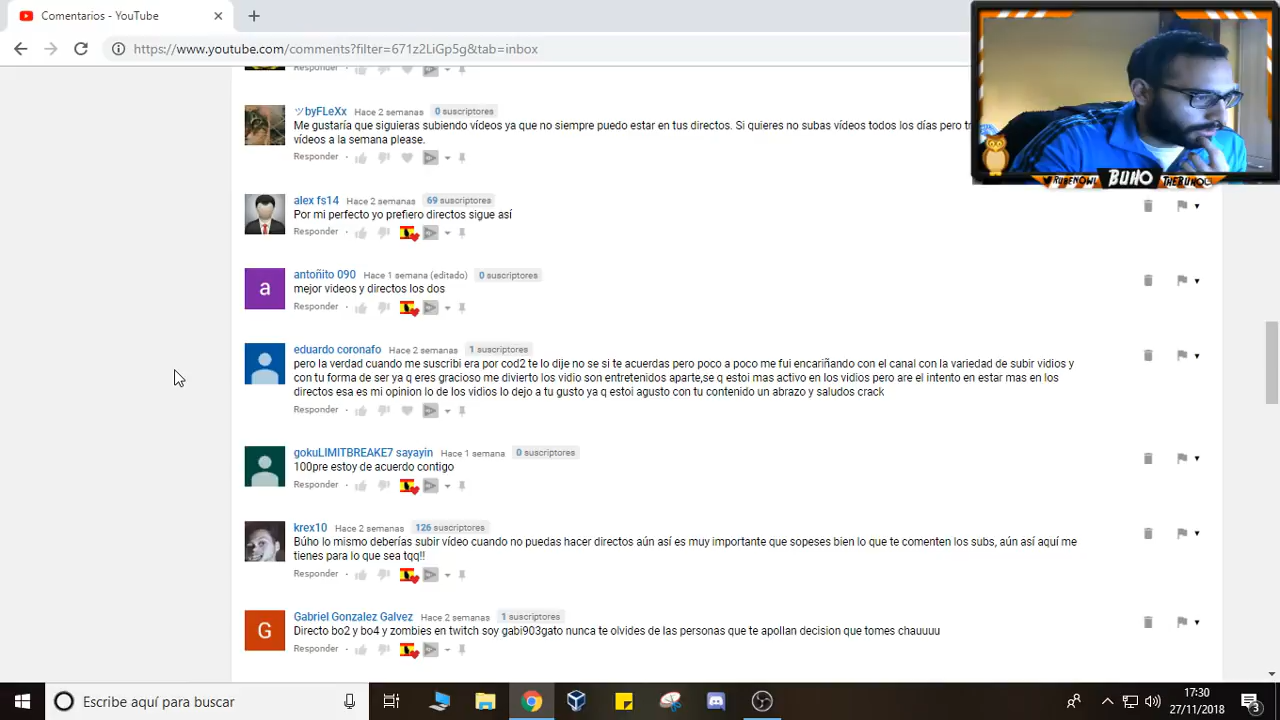 Comentarios - YouTube
https://www.youtube.com/comments?filter=671z2LiGp5g&tab=inbox
Responder
ツbyFLeXx Hace 2 semanas 0 suscriptores
Me gustaría que siguieras subiendo vídeos ya que no siempre puedo estar en tus directos. Si quieres no subas vídeos todos los días pero
vídeos a la semana please.
Responder
alex fs14 Hace 2 semanas 69 suscriptores
Por mi perfecto yo prefiero directos sigue así
Responder
antoñito 090 Hace 1 semana (editado) 0 suscriptores
mejor videos y directos los dos
Responder
a
eduardo coronafo Hace 2 semanas 1 suscriptores
pero la verdad cuando me suscribi era por cod2 te lo dije no se si te acuerdas pero poco a poco me fui encariñando con el canal con la variedad de subir vidios y
con tu forma de ser ya q eres gracioso me divierto los vidio son entretenidos aparte,se q estoi mas activo en los vidios pero are el intento en estar mas en los
directos esa es mi opinion lo de los vidios lo dejo a tu gusto ya q estoi agusto con tu contenido un abrazo y saludos crack
Responder
gokuLIMITBREAKE7 sayayin Hace 1 semana 0 suscriptores
100pre estoy de acuerdo contigo
Responder
krex10 Hace 2 semanas 126 suscriptores
Búho lo mismo deberías subir vídeo cuando no puedas hacer directos aún así es muy importante que sopeses bien lo que te comenten los subs, aún así aquí me
tienes para lo que sea tqq!!
Responder
Gabriel Gonzalez Galvez Hace 2 semanas 1 suscriptores
Directo bo2 y bo4 y zombies en twitch soy gabi903gato nunca te olvides de las personas que te apollan decision que tomes chauuuu
Responder
G
RUBENOWL BUHO
Escribe aquí para buscar
17:30
27/11/2018
3